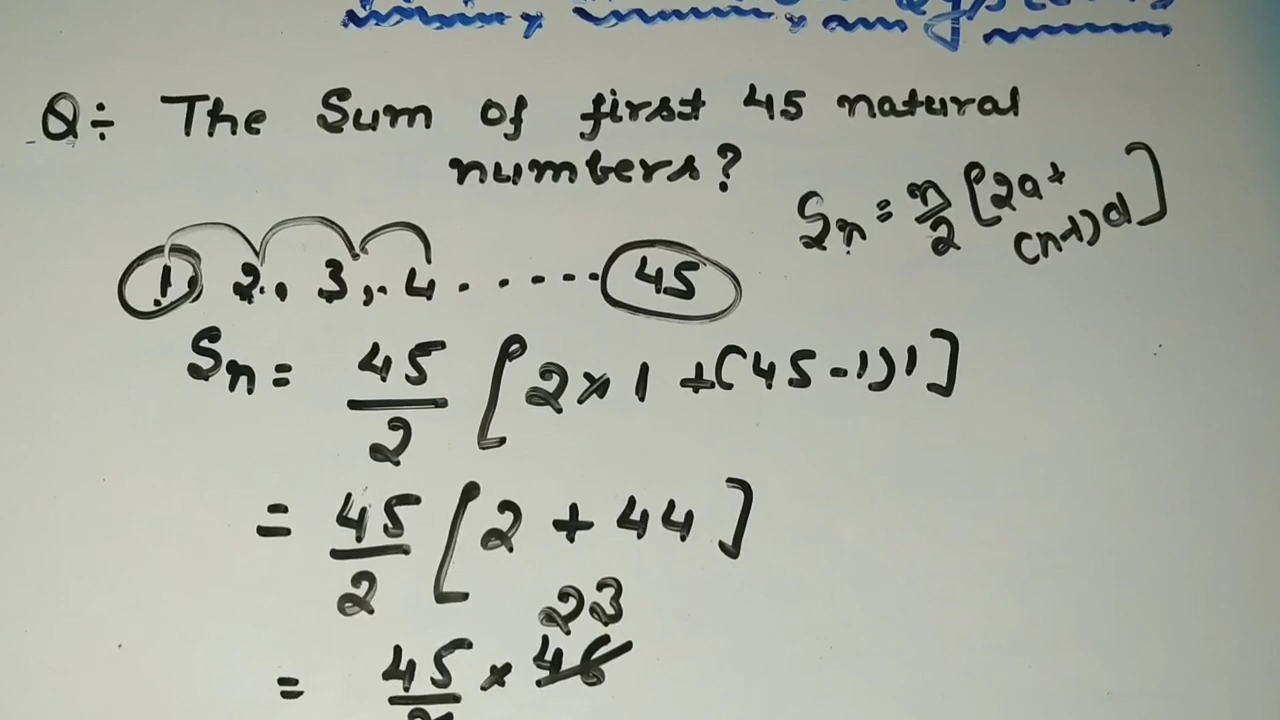 Q÷ The Sum of first 45 natural
numbers?
Sn = n/2 [2a+
(n-1)d]
1, 2, 3, 4 ........ 45
Sn = 45/2 [2×1 +(45-1)1]
= 45/2 [2 + 44]
23
= 45/2 × 46